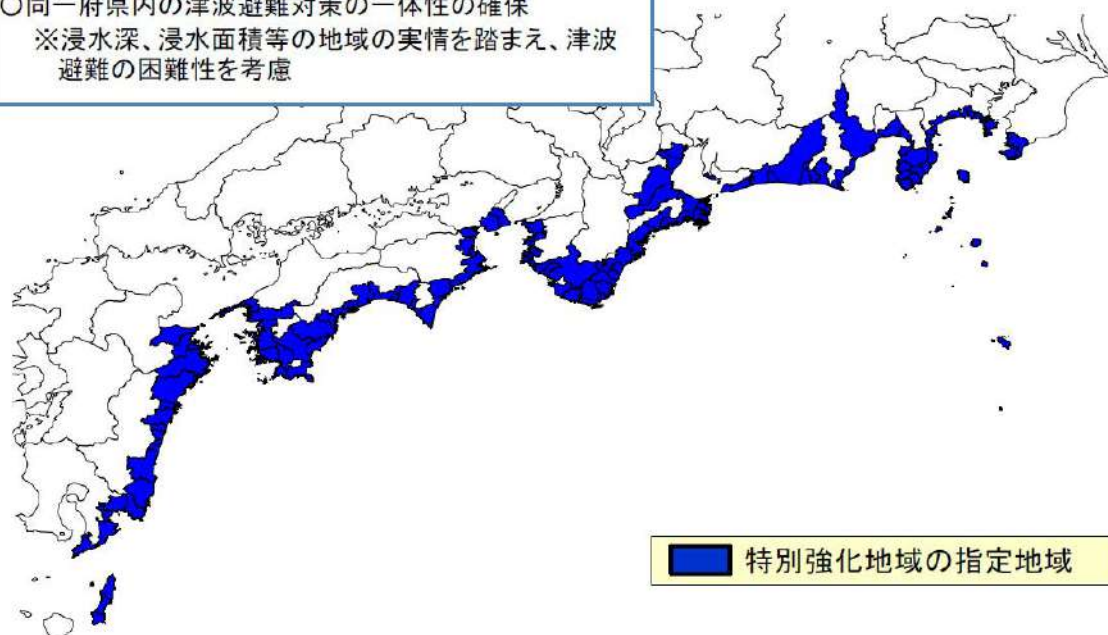 〇同一府県内の津波避難対策の一体性の確保
※浸水深、浸水面積等の地域の実情を踏まえ、津波
避難の困難性を考慮
特別強化地域の指定地域